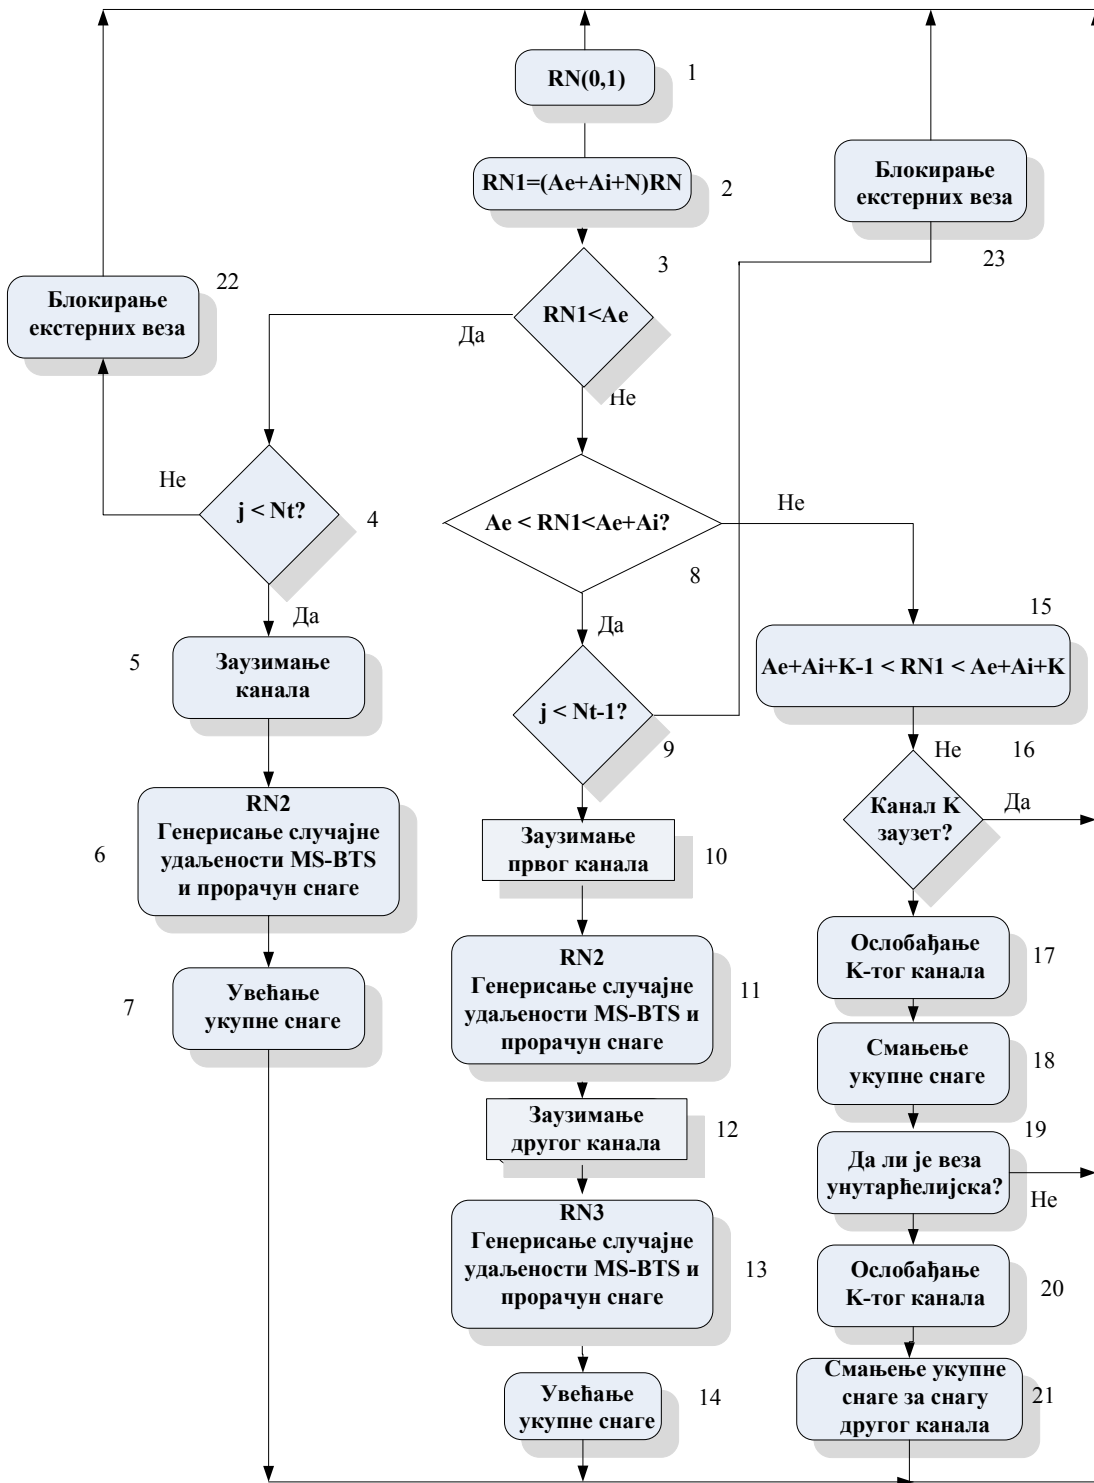 RN(0,1)
1
RN1=(Ae+Ai+N)RN
2
Блокирање
екстерних веза
23
3
RN1<Ae
Да
Не
22
Блокирање
екстерних веза
Не
j < Nt?
4
Да
Ae < RN1<Ae+Ai?
Не
8
Да
5
Заузимање
канала
j < Nt-1?
9
15
Ae+Ai+K-1 < RN1 < Ae+Ai+K
Не
16
Канал К
заузет?
Да
6
RN2
Генерисање случајне
удаљености MS-BTS
и прорачун снаге
Заузимање
првог канала
10
7
Увећање
укупне снаге
RN2
Генерисање случајне
удаљености MS-BTS и
прорачун снаге
11
Ослобађање
К-тог канала
17
Смањење
укупне снаге
18
Заузимање
другог канала
12
19
Да ли је веза
унутарћелијска?
Не
RN3
Генерисање случајне
удаљености MS-BTS и
прорачун снаге
13
Ослобађање
К-тог канала
20
Увећање
укупне снаге
14
Смањење укупне
снаге за снагу
другог канала
21